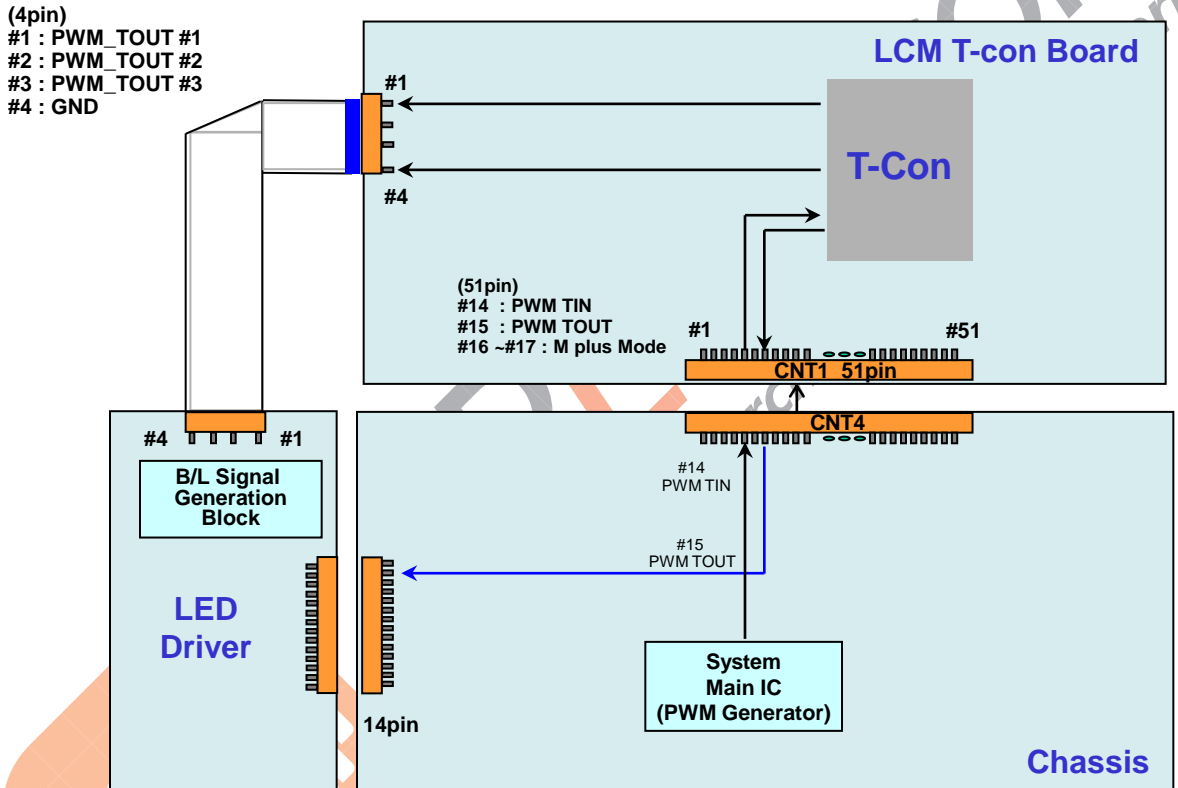 (4pin)
#1 : PWM_TOUT #1
#2 : PWM_TOUT #2
#3 : PWM_TOUT #3
#4 : GND
LCM T-con Board
#1
T-Con
#4
(51pin)
#14 : PWM TIN
#15 : PWM TOUT
#16 ~#17 : M plus Mode
#1
#51
CNT1 51pin
CNT4
#4
#1
B/L Signal
Generation
Block
#14
PWM TIN
#15
PWM TOUT
LED
Driver
System
Main IC
(PWM Generator)
14pin
Chassis